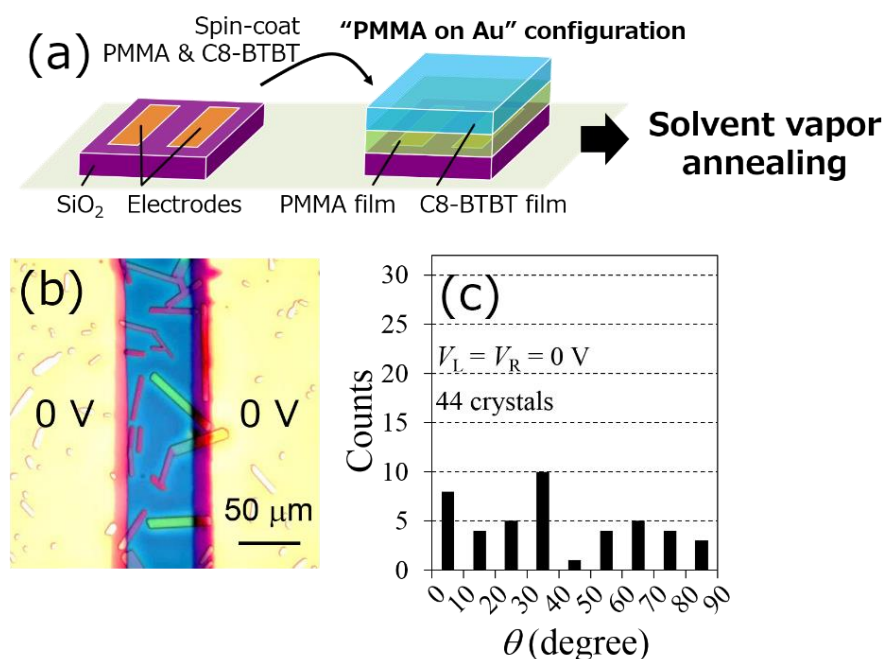 (a)
Spin-coat
PMMA & C8-BTBT
“PMMA on Au” configuration
Solvent vapor
annealing
SiO2 Electrodes
PMMA film C8-BTBT film
(b)
0 V
0 V
50 μm
(c)
VL = VR = 0 V
44 crystals
Counts
30
25
20
15
10
5
0
0 10 20 30 40 50 60 70 80 90
θ (degree)